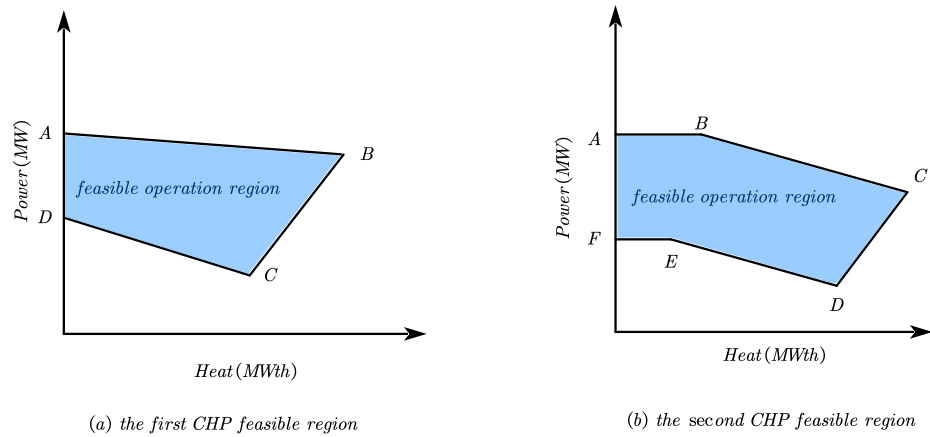 A
B
feasible operation region
Power(MW)
D
C
Heat(MWth)
(a) the first CHP feasible region
B
A
C
feasible operation region
Power(MW)
F
E
D
Heat(MWth)
(b) the second CHP feasible region